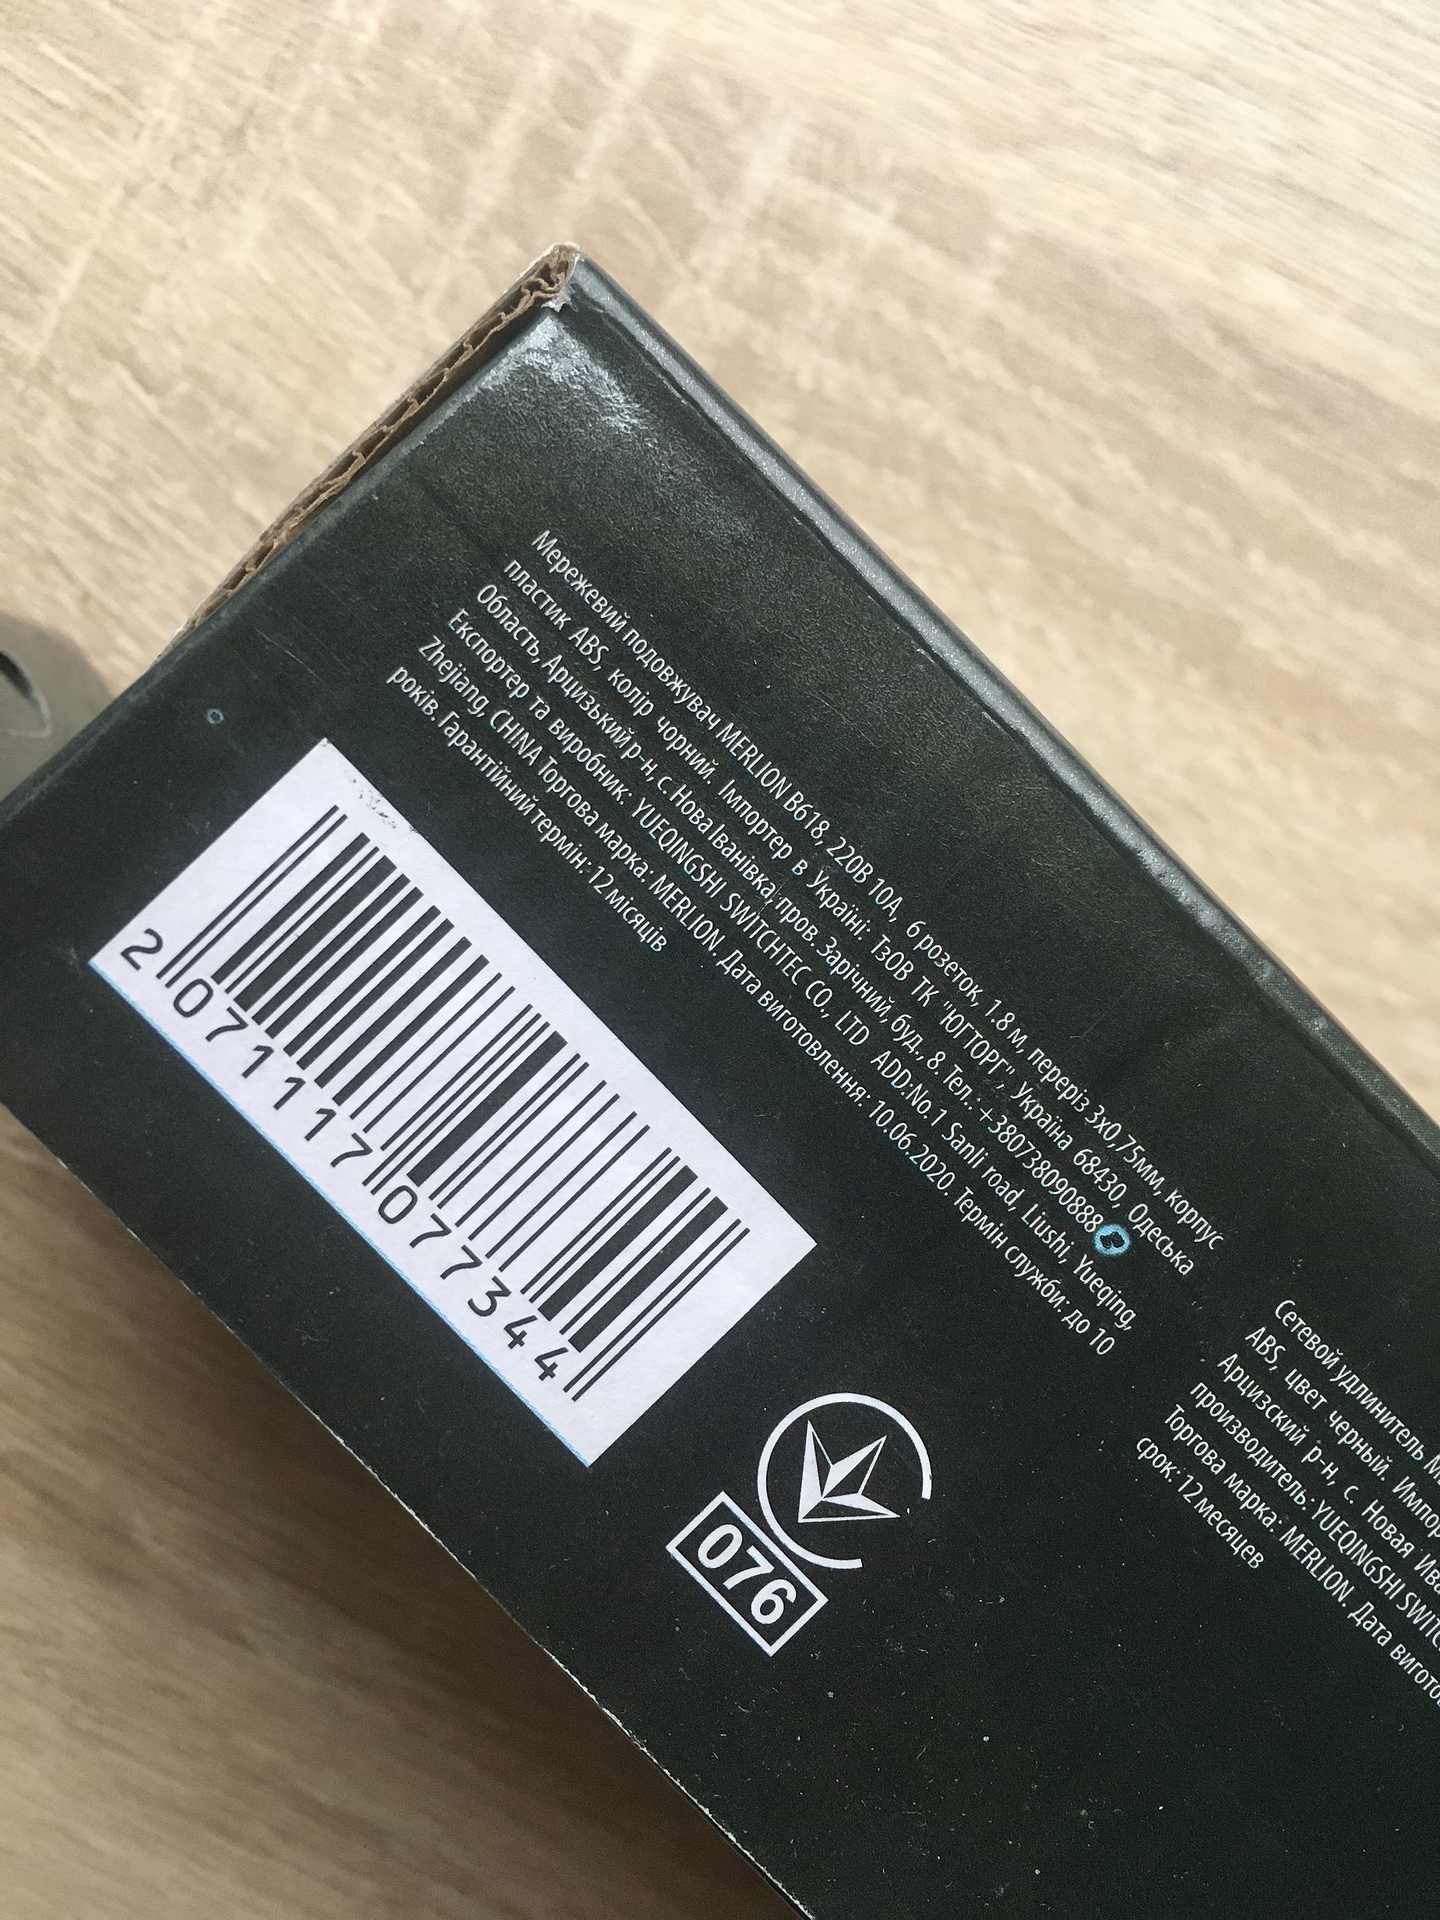 Мережевий подовжувач MERLION B618, 220В 10А, 6 розеток, 1.8 м, переріз 3х0,75мм, корпус
пластик ABS, колір чорний. Імпортер в Україні: ТзОВ ТК "ЮГТОРГ", Україна 68430, Одеська
Область, Арцизький р-н, с. Нова Іванівка, пров. Зарічний, буд., 8. Тел.: +380738090888
Експортер та виробник: YUEQINGSHI SWITCHTEC CO., LTD ADD:No.1 Sanli road, Liushi, Yueqing,
Zhejiang, CHINA Торгова марка: MERLION. Дата виготовлення: 10.06.2020. Термін служби: до 10
років. Гарантійний термін: 12 місяців
2 071117 077344
076
Сетевой удлинитель
ABS, цвет черный.
Арцизский р-н, с. Новая
производитель: YUEQINGSHI
Торгова марка: MERLION. Дата
срок: 12 месяцев